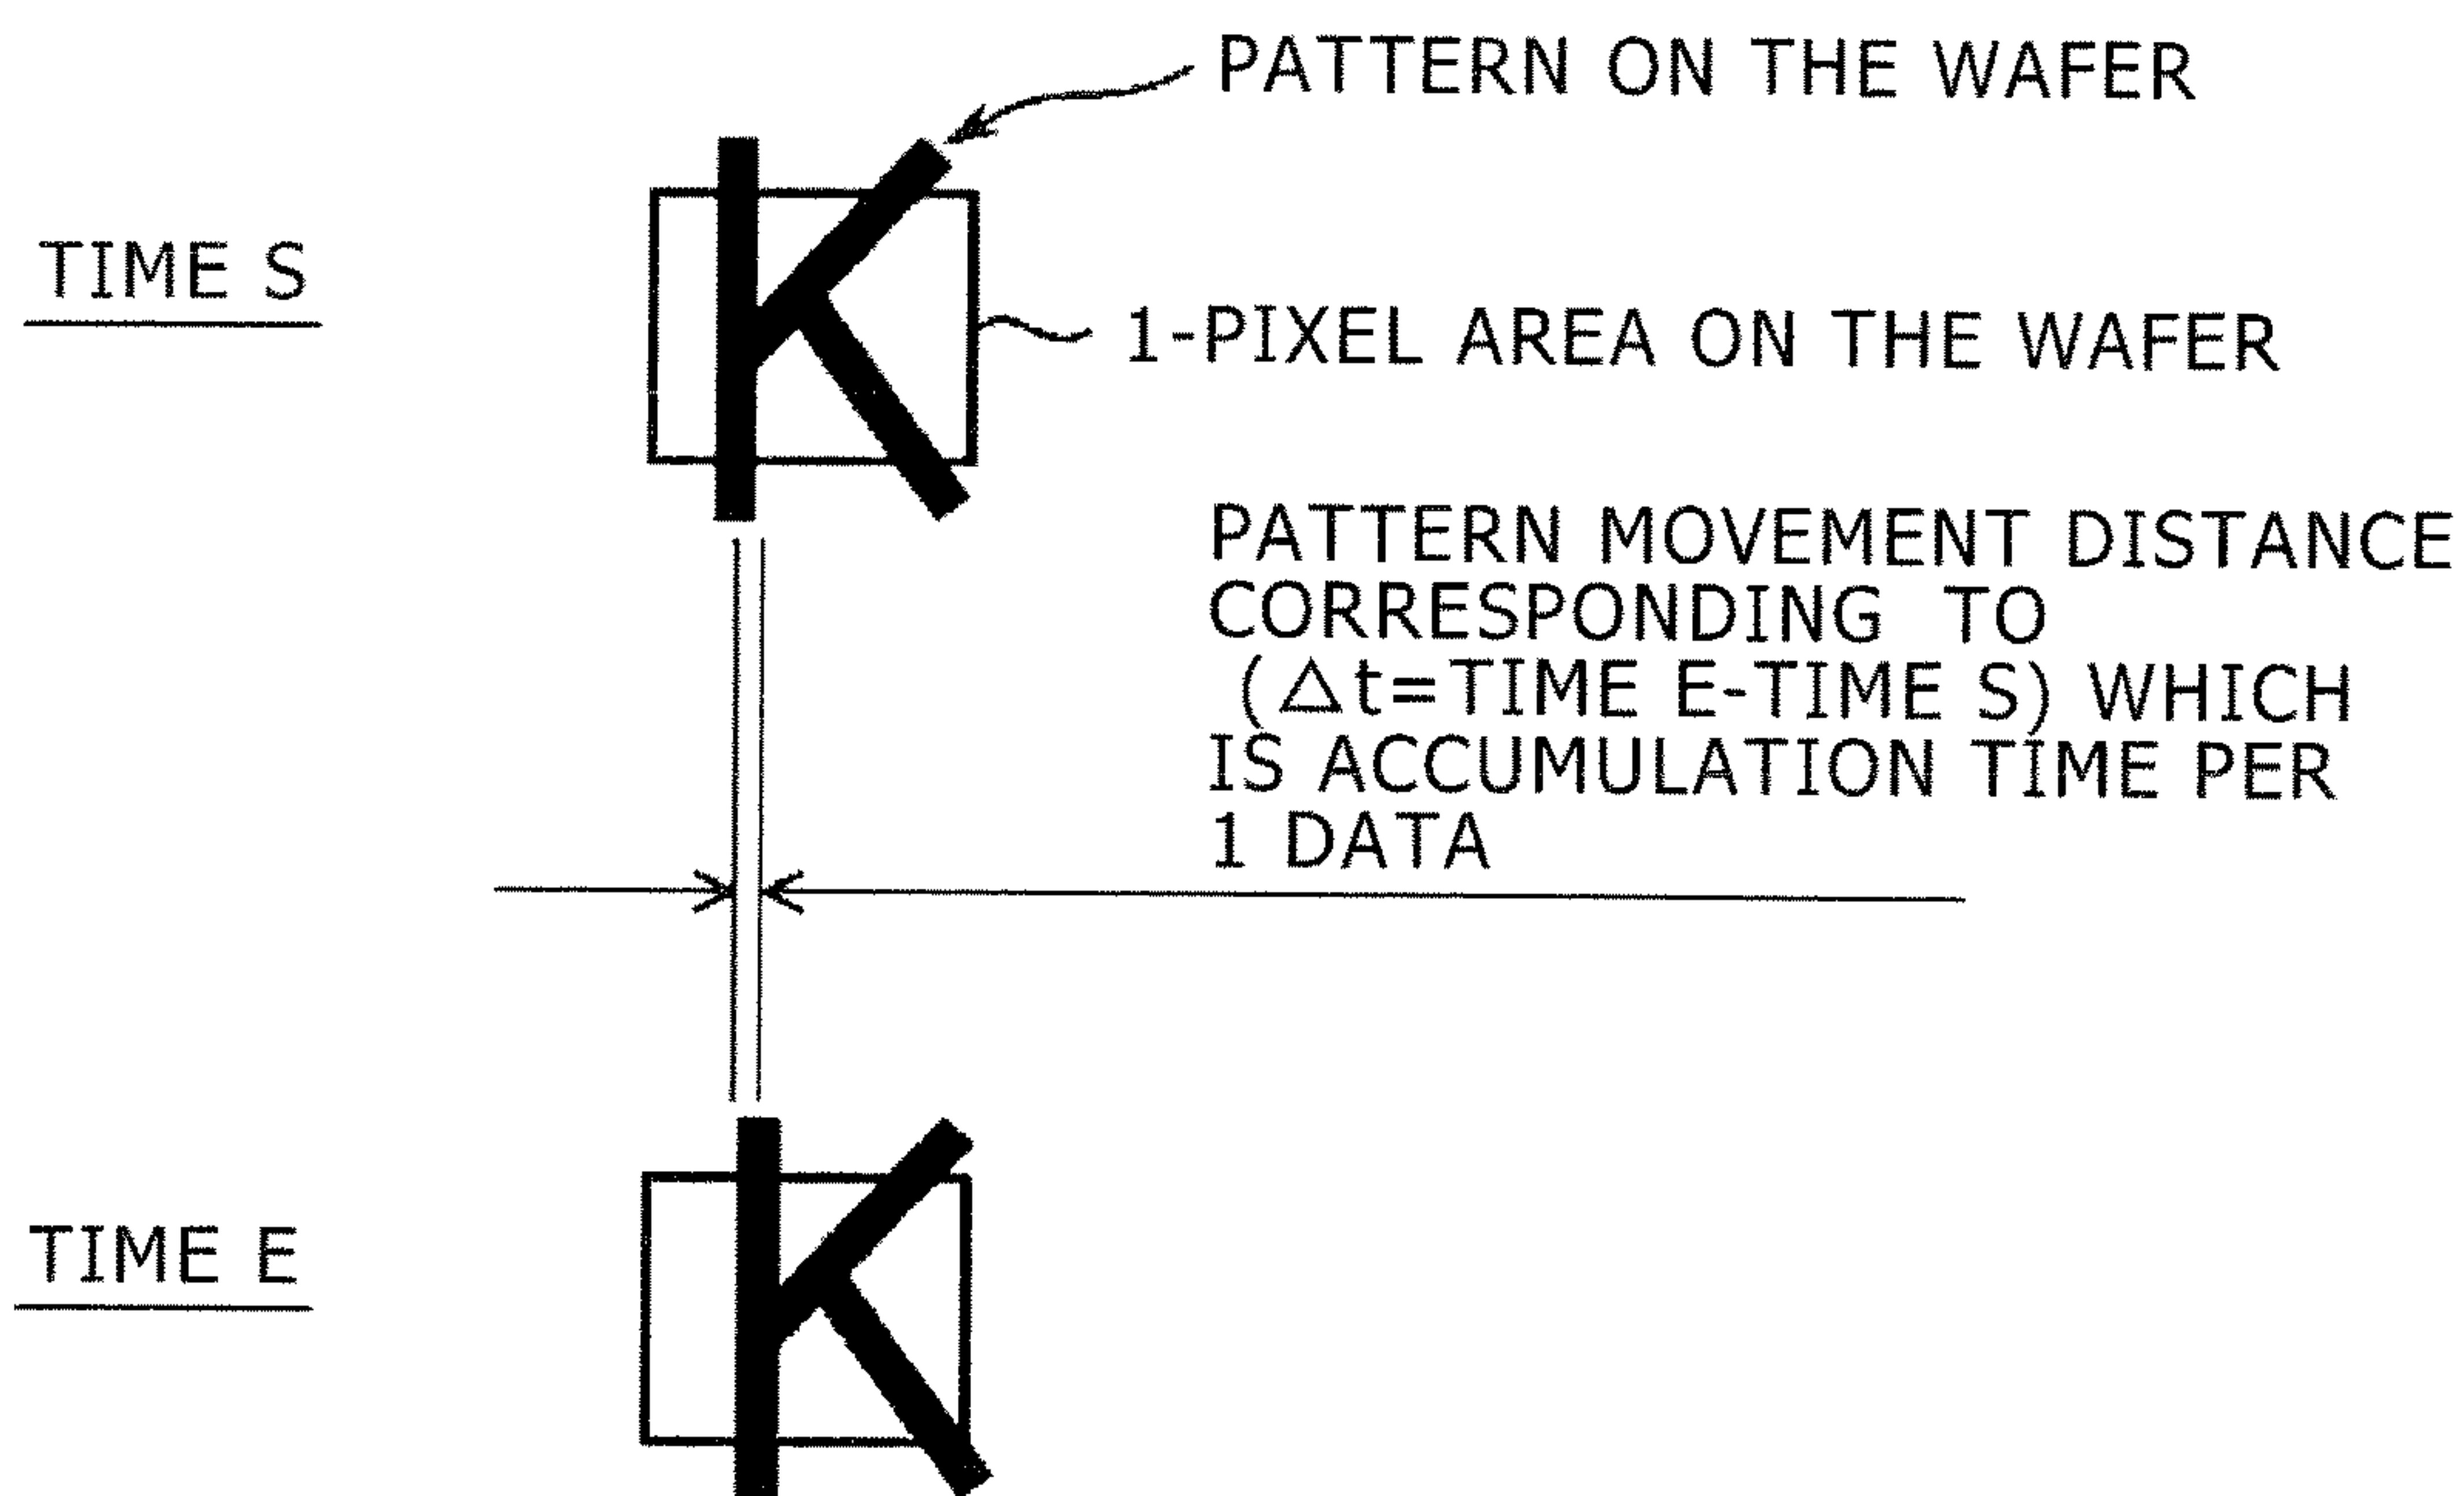 PATTERN ON THE WAFER
TIME S
K
1-PIXEL AREA ON THE WAFER
PATTERN MOVEMENT DISTANCE
CORRESPONDING TO
(△t=TIME E-TIME S) WHICH
IS ACCUMULATION TIME PER
1 DATA
TIME E
K